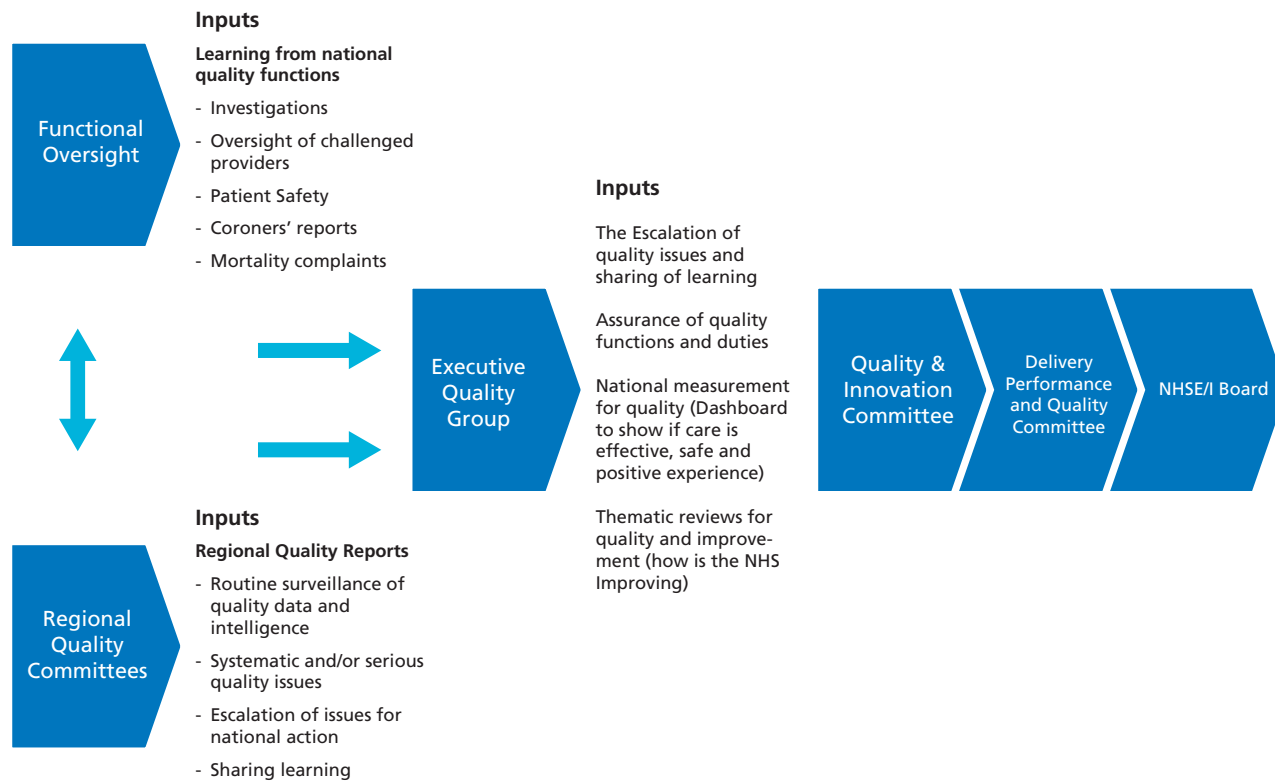 Inputs
Learning from national
quality functions
- Investigations
- Oversight of challenged
providers
- Patient Safety
- Coroners’ reports
- Mortality complaints
Functional
Oversight
Inputs
Regional Quality Reports
- Routine surveillance of
quality data and
intelligence
- Systematic and/or serious
quality issues
- Escalation of issues for
national action
- Sharing learning
Regional
Quality
Committees
Executive
Quality
Group
Inputs
The Escalation of
quality issues and
sharing of learning
Assurance of quality
functions and duties
National measurement
for quality (Dashboard
to show if care is
effective, safe and
positive experience)
Thematic reviews for
quality and improve-
ment (how is the NHS
Improving)
Quality &
Innovation
Committee
Delivery
Performance
and Quality
Committee
NHSE/I Board